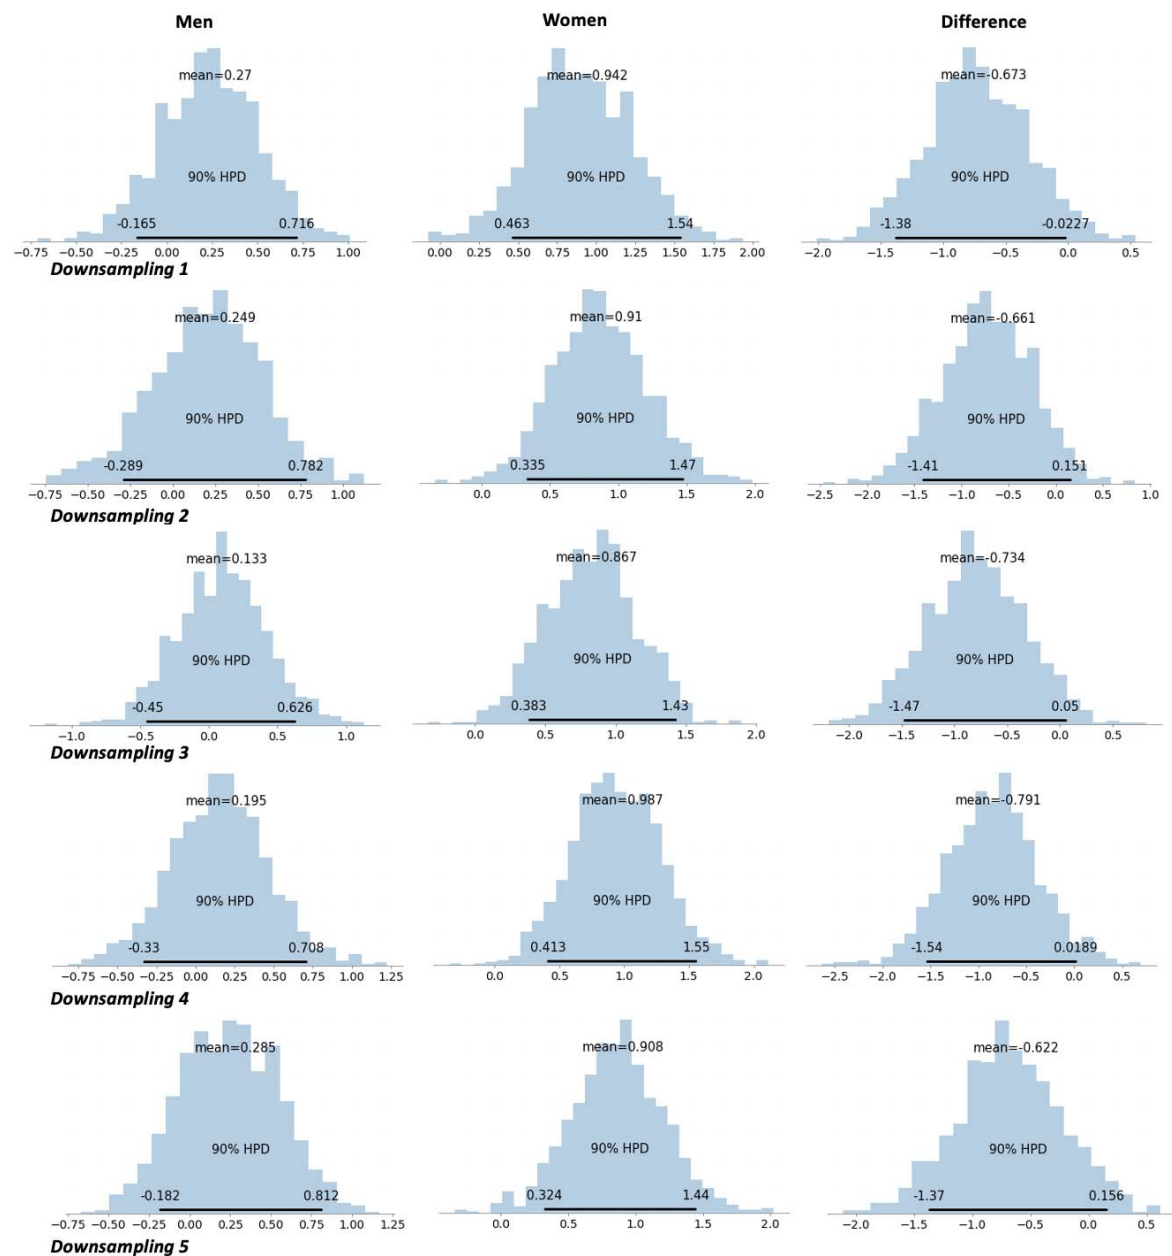 Men Women Difference
mean=0.27 mean=0.942 mean=-0.673
90% HPD 90% HPD 90% HPD
-0.165 0.716 0.463 1.54 -1.38 -0.0227
−0.75 −0.50 −0.25 0.00 0.25 0.50 0.75 1.00 0.00 0.25 0.50 0.75 1.00 1.25 1.50 1.75 2.00 −2.0 −1.5 −1.0 −0.5 0.0 0.5
Downsampling 1
mean=0.249 mean=0.91 mean=-0.661
90% HPD 90% HPD 90% HPD
-0.289 0.782 0.335 1.47 -1.41 0.151
−0.75 −0.50 −0.25 0.00 0.25 0.50 0.75 1.00 0.0 0.5 1.0 1.5 2.0 −2.5 −2.0 −1.5 −1.0 −0.5 0.0 0.5 1.0
Downsampling 2
mean=0.133 mean=0.867 mean=-0.734
90% HPD 90% HPD 90% HPD
-0.45 0.626 0.383 1.43 -1.47 0.05
−1.0 −0.5 0.0 0.5 1.0 0.0 0.5 1.0 1.5 2.0 −2.0 −1.5 −1.0 −0.5 0.0 0.5
Downsampling 3
mean=0.195 mean=0.987 mean=-0.791
90% HPD 90% HPD 90% HPD
-0.33 0.708 0.413 1.55 -1.54 0.0189
−0.75 −0.50 −0.25 0.00 0.25 0.50 0.75 1.00 1.25 0.0 0.5 1.0 1.5 2.0 −2.5 −2.0 −1.5 −1.0 −0.5 0.0 0.5
Downsampling 4
mean=0.285 mean=0.908 mean=-0.622
90% HPD 90% HPD 90% HPD
-0.182 0.812 0.324 1.44 -1.37 0.156
−0.75 −0.50 −0.25 0.00 0.25 0.50 0.75 1.00 1.25 0.0 0.5 1.0 1.5 2.0 −2.0 −1.5 −1.0 −0.5 0.0 0.5
Downsampling 5